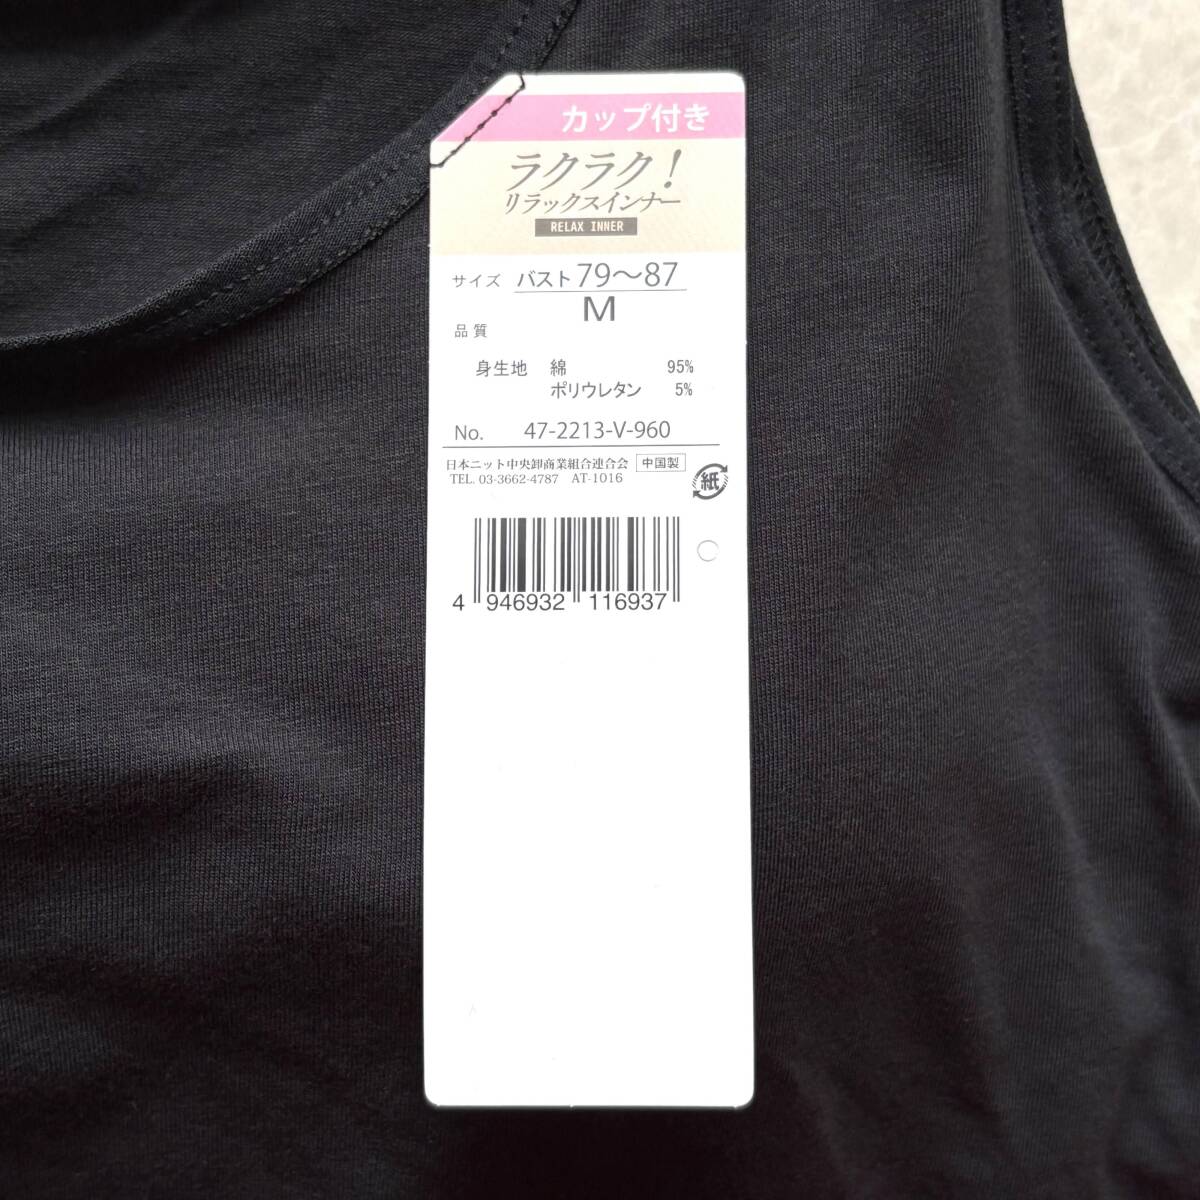 カップ付き
ラクラク!
リラックスインナー
RELAX INNER
サイズ バスト79〜87
M
品質
身生地 綿 95%
ポリウレタン 5%
No. 47-2213-V-960
日本ニット中央卸商業組合連合会 中国製
TEL. 03-3662-4787 AT-1016
紙
4 946932 116937